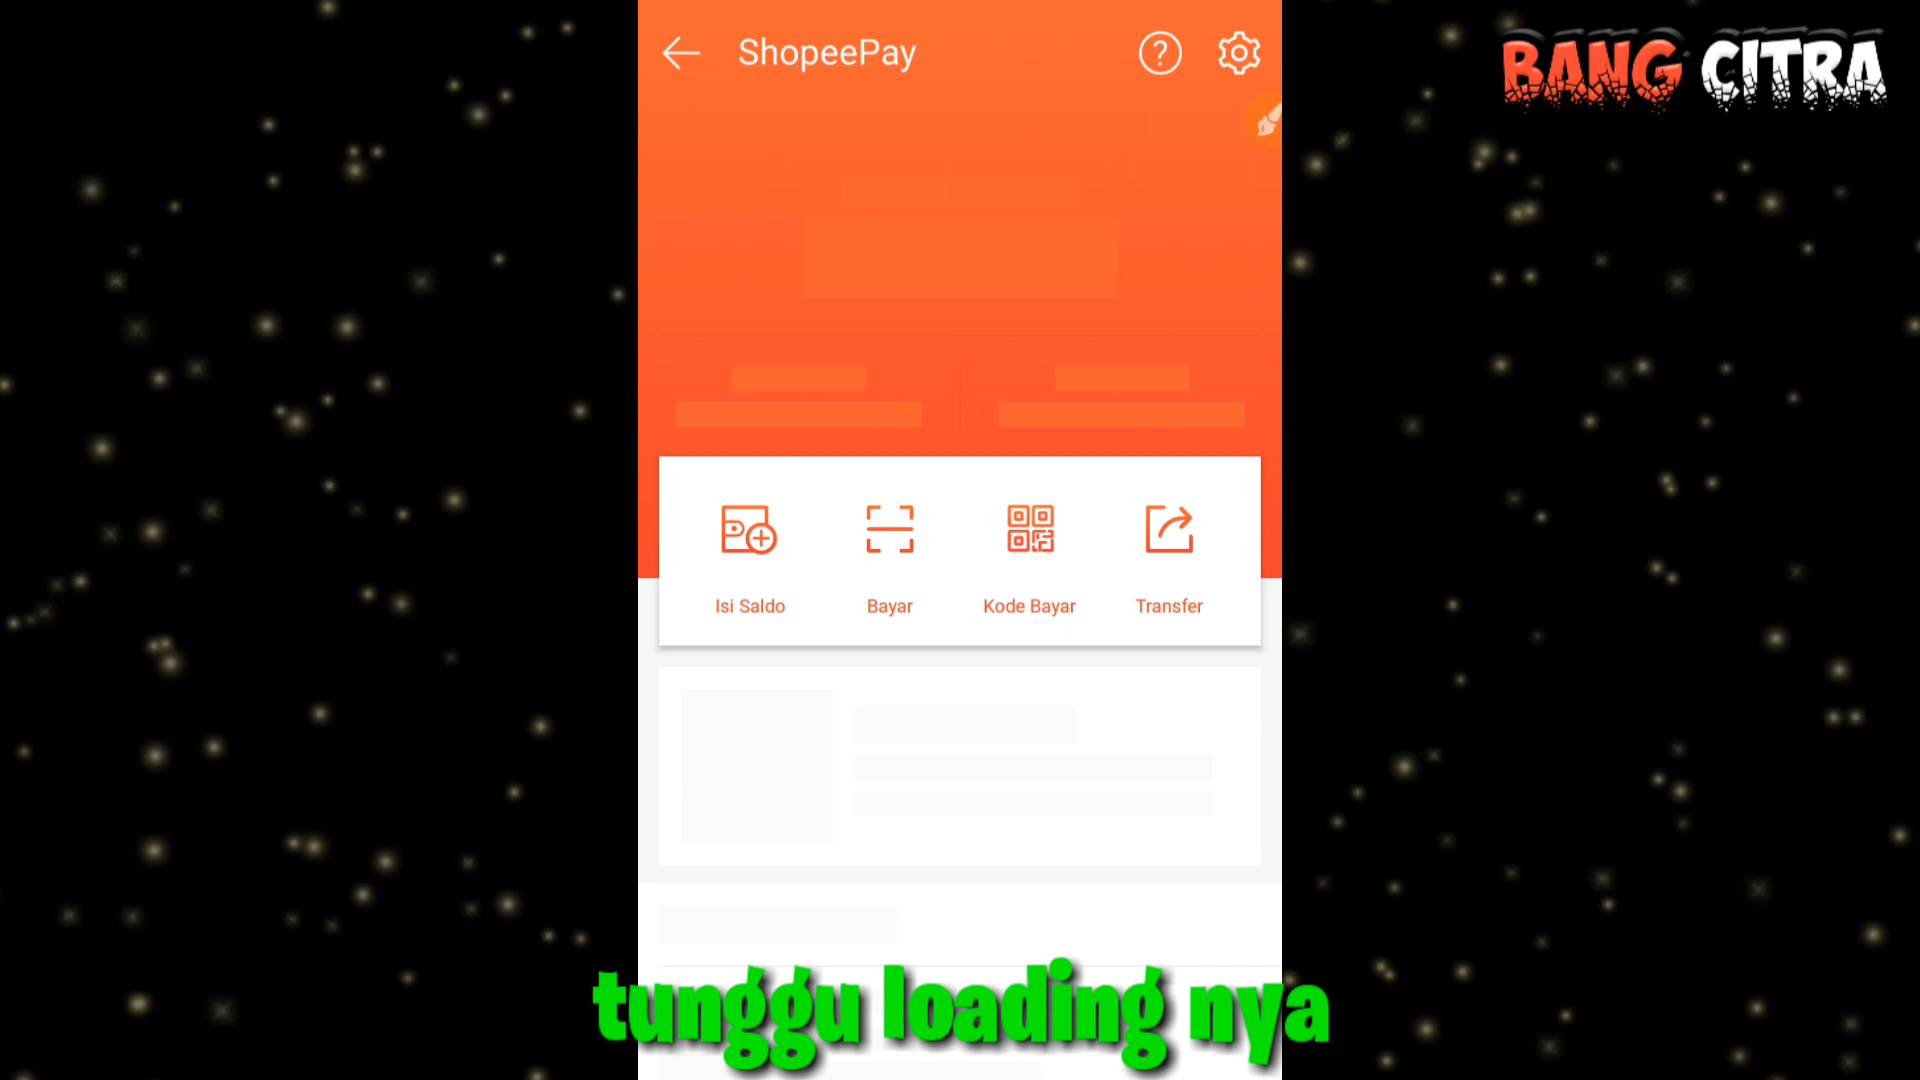 ShopeePay
BANG CITRA
Isi Saldo
Bayar
Kode Bayar
Transfer
tunggu loading nya